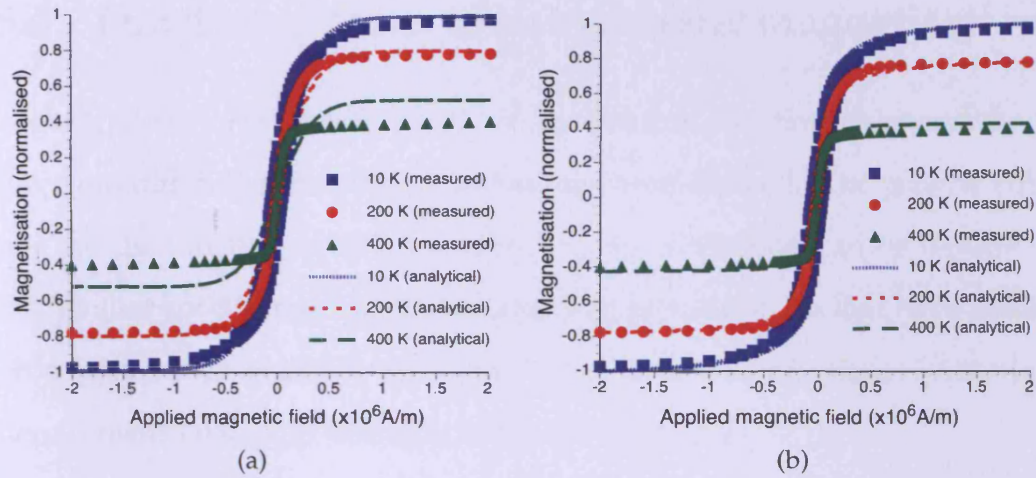 Magnetisation (normalised)
1
0.8
0.6
0.4
0.2
0
-0.2
-0.4
-0.6
-0.8
-1
10 K (measured)
200 K (measured)
400 K (measured)
10 K (analytical)
200 K (analytical)
400 K (analytical)
-2 -1.5 -1 -0.5 0 0.5 1 1.5 2
Applied magnetic field (x10⁶A/m)
(a)
Magnetisation (normalised)
1
0.8
0.6
0.4
0.2
0
-0.2
-0.4
-0.6
-0.8
-1
10 K (measured)
200 K (measured)
400 K (measured)
10 K (analytical)
200 K (analytical)
400 K (analytical)
-2 -1.5 -1 -0.5 0 0.5 1 1.5 2
Applied magnetic field (x10⁶A/m)
(b)